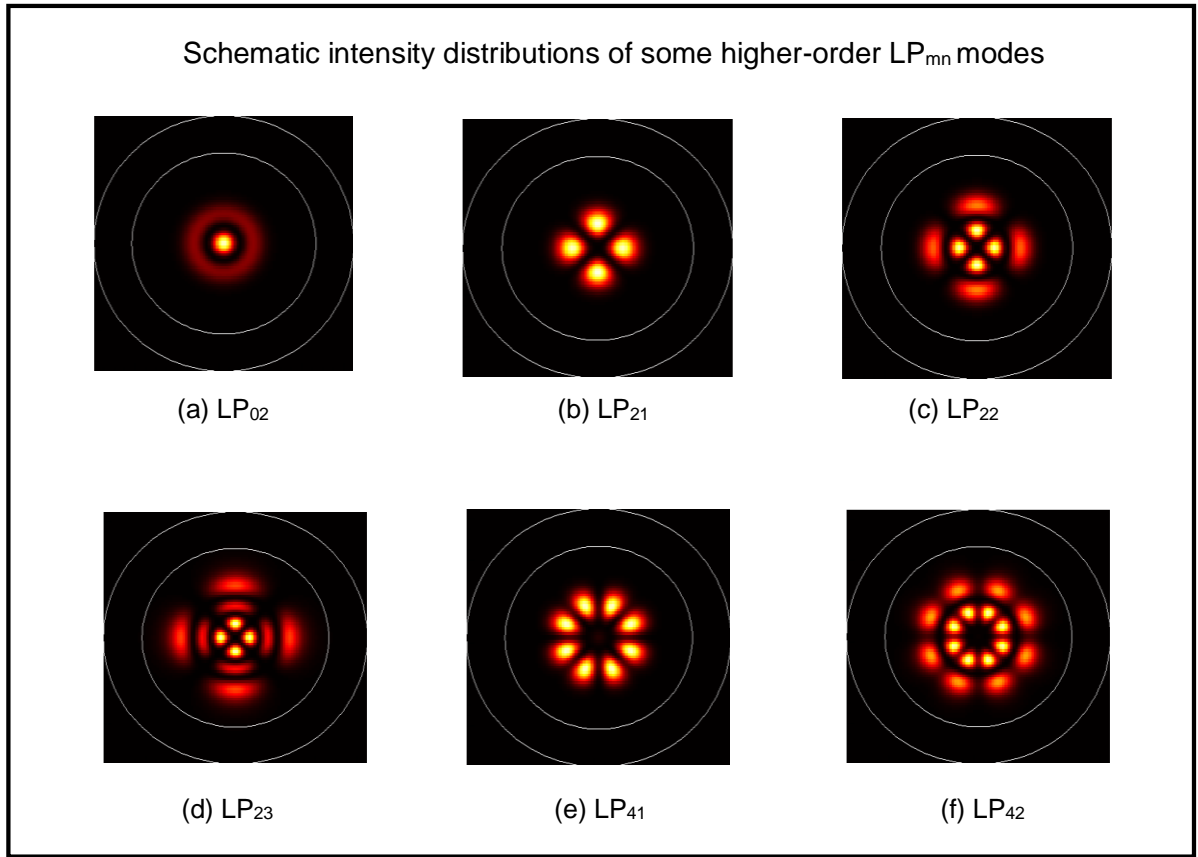 Schematic intensity distributions of some higher-order LPmn modes
(a) LP02
(b) LP21
(c) LP22
(d) LP23
(e) LP41
(f) LP42